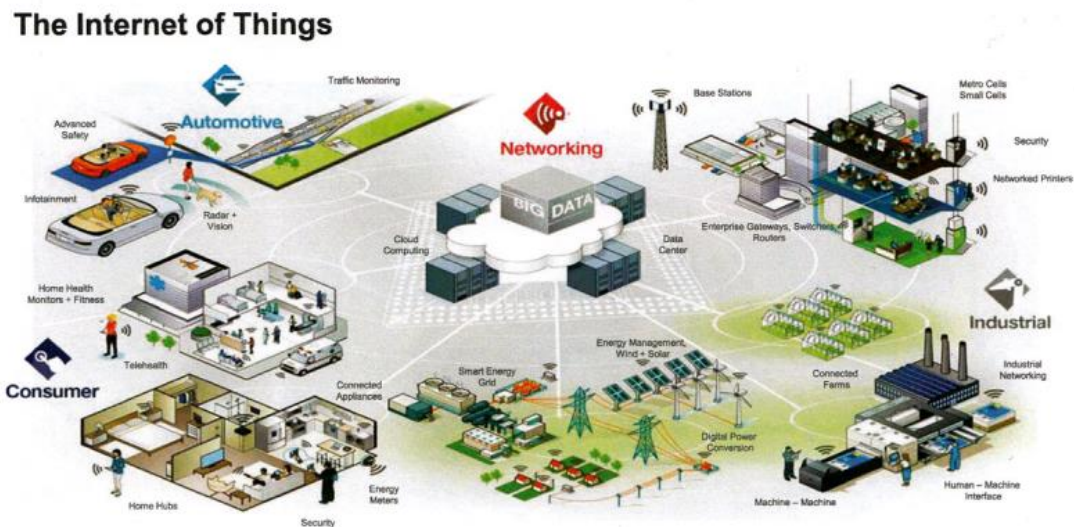 The Internet of Things
Traffic Monitoring
Automotive
Advanced
Safety
Infotainment
Radar +
Vision
Networking
Base Stations
Metro Cells
Small Cells
Security
Networked Printers
Enterprise Gateways, Switchers,
Routers
BIG DATA
Cloud
Computing
Data
Center
Home Health
Monitors + Fitness
Telehealth
Consumer
Connected
Appliances
Home Hubs
Security
Energy
Meters
Smart Energy
Grid
Energy Management,
Wind + Solar
Digital Power
Conversion
Connected
Farms
Industrial
Industrial
Networking
Machine – Machine
Human – Machine
Interface